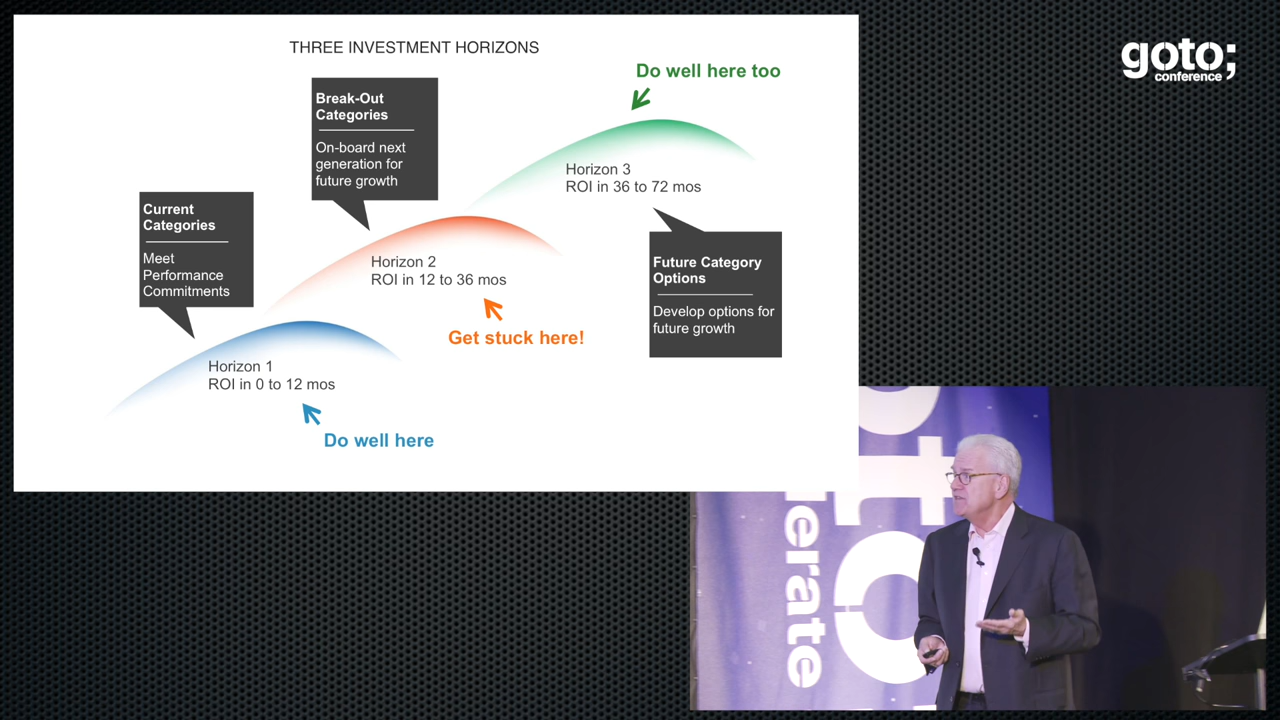 THREE INVESTMENT HORIZONS
Do well here too
Break-Out
Categories
On-board next
generation for
future growth
Horizon 3
ROI in 36 to 72 mos
Current
Categories
Meet
Performance
Commitments
Horizon 2
ROI in 12 to 36 mos
Future Category
Options
Develop options for
future growth
Get stuck here!
Horizon 1
ROI in 0 to 12 mos
Do well here
goto;
conference